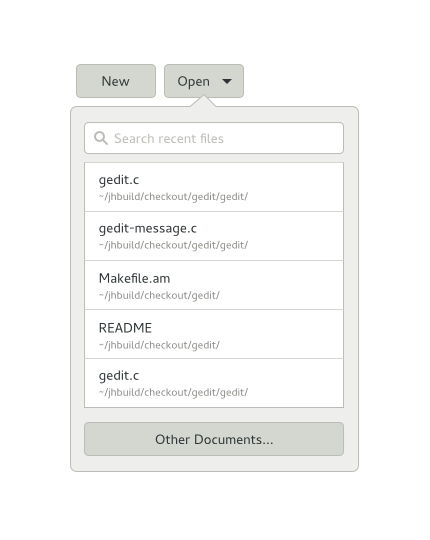 New
Open
Search recent files
gedit.c
~/jhbuild/checkout/gedit/gedit/
gedit-message.c
~/jhbuild/checkout/gedit/gedit/
Makefile.am
~/jhbuild/checkout/gedit/
README
~/jhbuild/checkout/gedit/
gedit.c
~/jhbuild/checkout/gedit/gedit/
Other Documents...